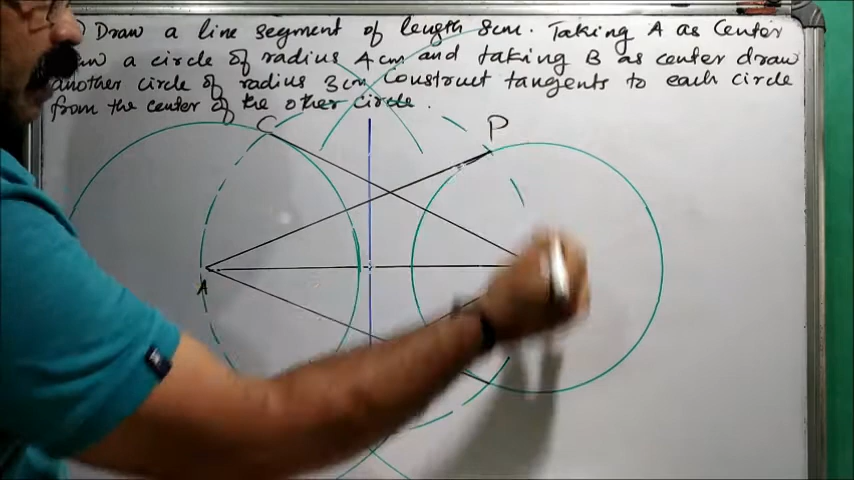 Draw a line segment of length 8cm. Taking A as Center
a circle of radius 4cm and taking B as center draw
another circle of radius 3cm Construct tangents to each circle
from the center of the other circle.
C
P
A